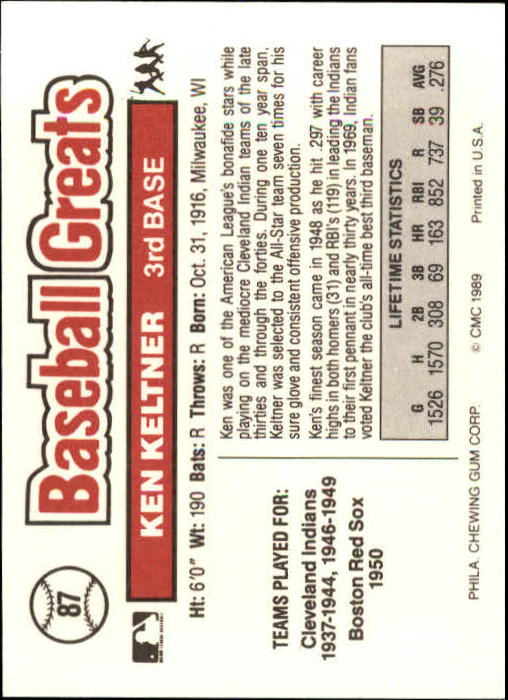 87
Baseball Greats
KEN KELTNER 3rd BASE
Ht: 6'0" Wt: 190 Bats: R Throws: R Born: Oct. 31, 1916, Milwaukee, WI
TEAMS PLAYED FOR:
Cleveland Indians
1937-1944, 1946-1949
Boston Red Sox
1950
Ken was one of the American League's bonafide stars while
playing on the mediocre Cleveland Indian teams of the late
thirties and through the forties. During one ten year span,
Keltner was selected to the All-Star team seven times for his
sure glove and consistent offensive production.
Ken's finest season came in 1948 as he hit .297 with career
highs in both homers (31) and RBI's (119) in leading the Indians
to their first pennant in nearly thirty years. In 1969, Indian fans
voted Keltner the club's all-time best third baseman.
LIFETIME STATISTICS
G H 2B 3B HR RBI R SB AVG
1526 1570 308 69 163 852 737 39 .276
PHILA. CHEWING GUM CORP. © CMC 1989 Printed in U.S.A.